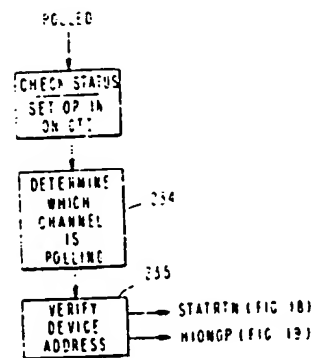 POLLED
CHECK STATUS
SET OP IN
ON CTI
DETERMINE
WHICH
CHANNEL
IS
POLLING
234
235
VERIFY
DEVICE
ADDRESS
STATRTN (FIG 18)
HIONGP (FIG 19)